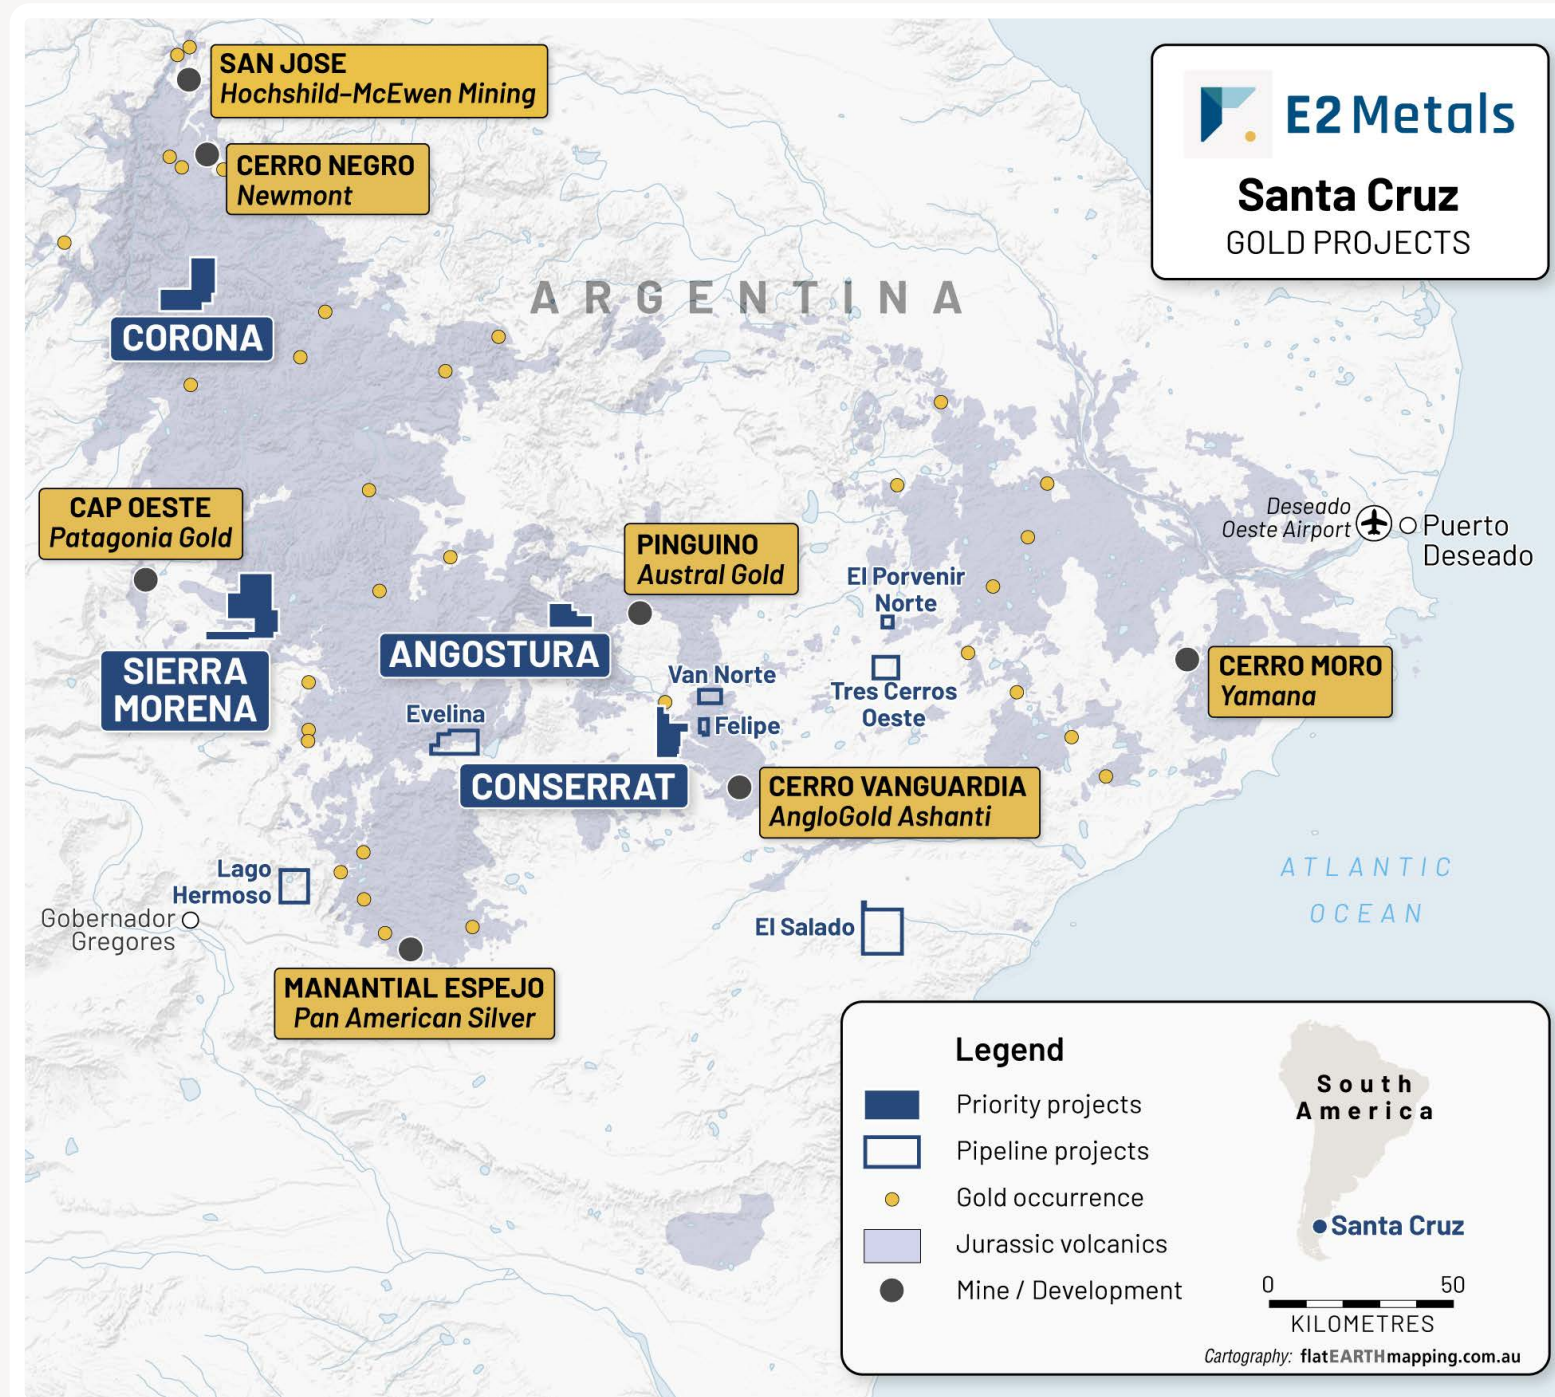 SAN JOSE
Hochshild–McEwen Mining
E2Metals
Santa Cruz
GOLD PROJECTS
CERRO NEGRO
Newmont
ARGENTINA
CORONA
CAP OESTE
Patagonia Gold
Deseado
Oeste Airport
Puerto
Deseado
PINGUINO
Austral Gold
El Porvenir
Norte
ANGOSTURA
SIERRA
MORENA
Van Norte
Tres Cerros
Oeste
CERRO MORO
Yamana
Evelina
Felipe
CONSERRAT
CERRO VANGUARDIA
AngloGold Ashanti
Lago
Hermoso
Gobernador
Gregores
El Salado
ATLANTIC
OCEAN
MANANTIAL ESPEJO
Pan American Silver
Legend
Priority projects
Pipeline projects
Gold occurrence
Jurassic volcanics
Mine / Development
South
America
Santa Cruz
0 50
KILOMETRES
Cartography: flatEARTHmapping.com.au